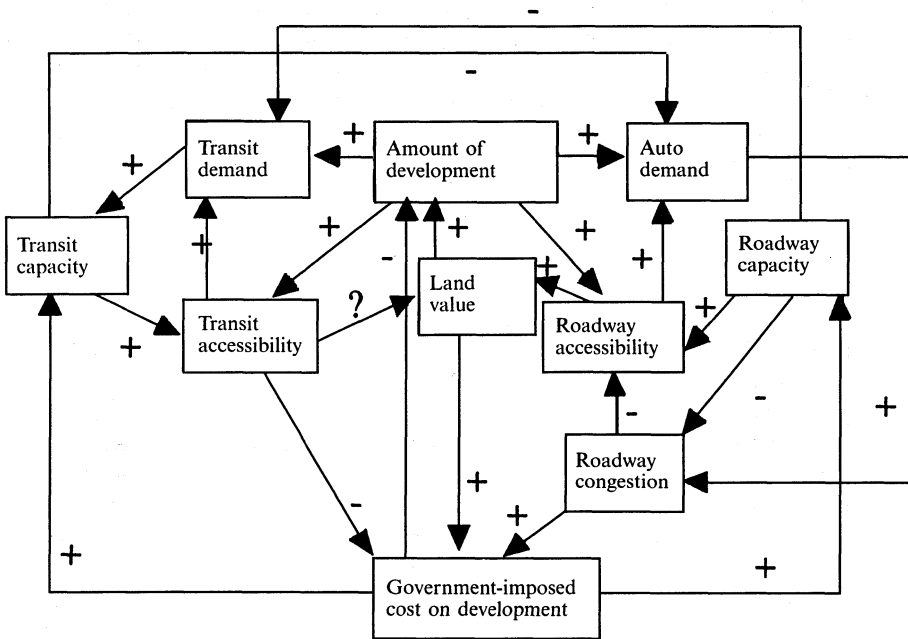 -
-
Transit
demand
+
Amount of
development
+
Auto
demand
+
Transit
capacity
+
+
-
+
Land
value
+
+
+
Roadway
capacity
+
Transit
accessibility
?
Roadway
accessibility
+
+
-
-
+
+
-
Roadway
congestion
+
+
+
Government-imposed
cost on development